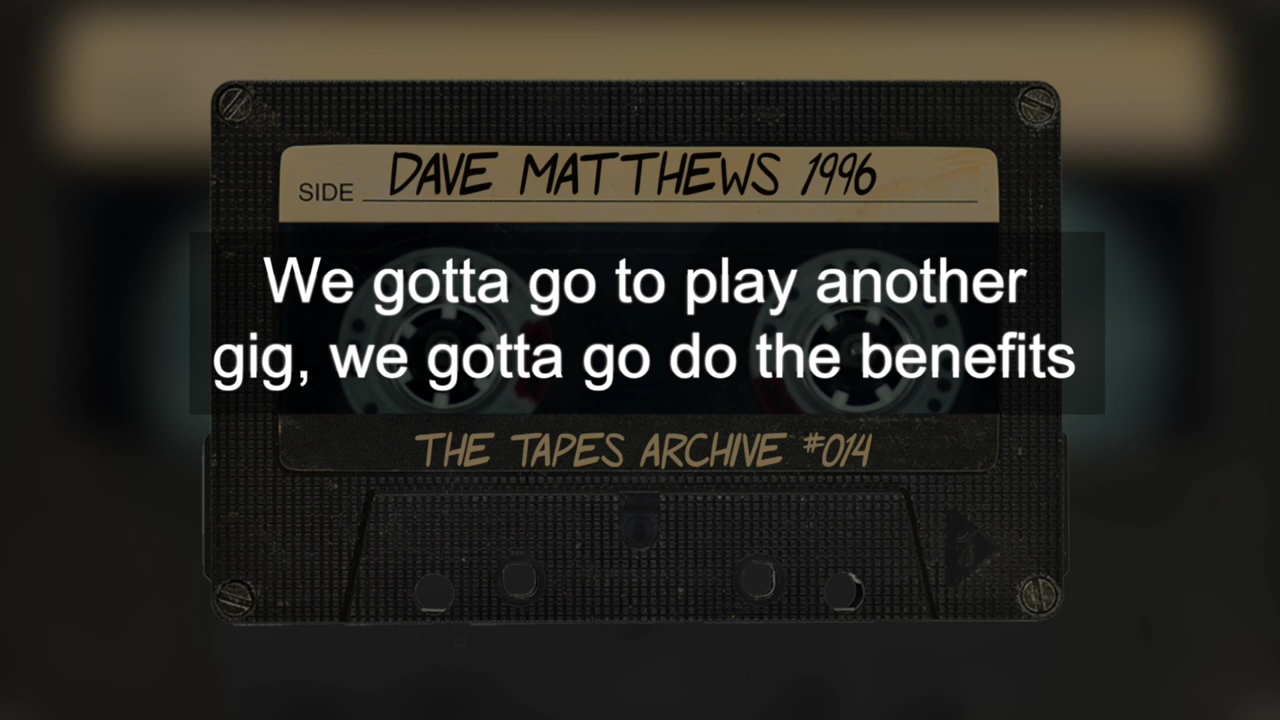 DAVE MATTHEWS 1996
SIDE
We gotta go to play another
gig, we gotta go do the benefits
THE TAPES ARCHIVE #014